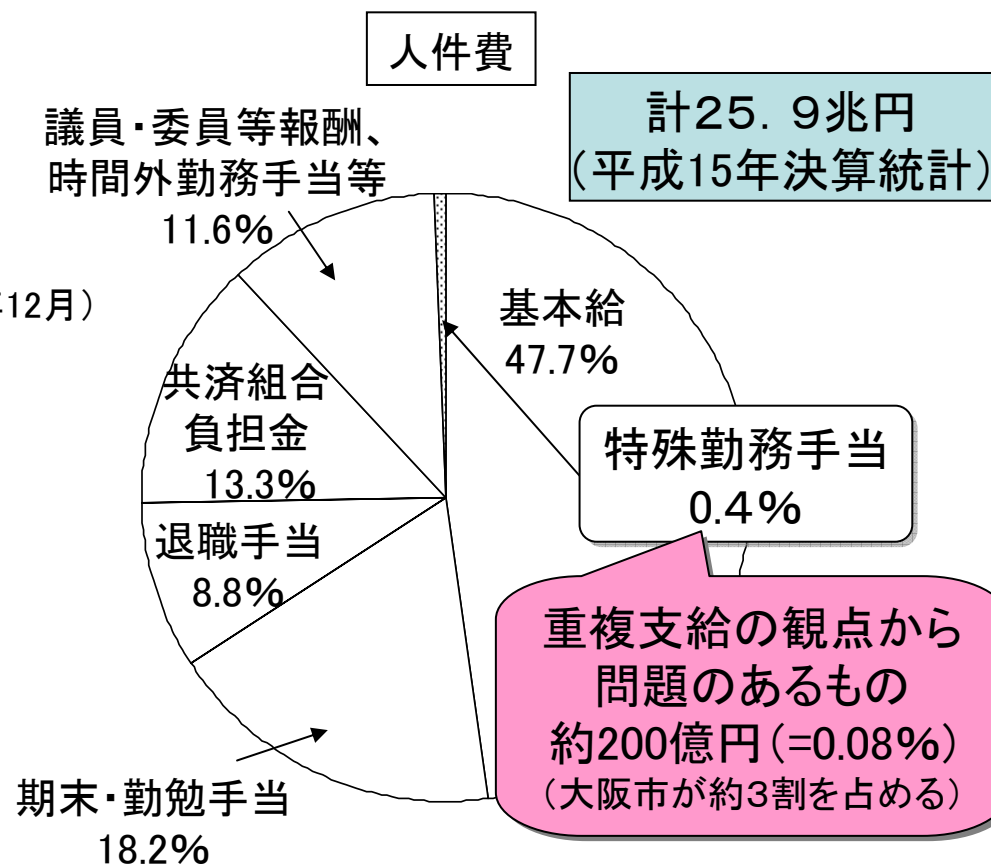 人件費
計25．9兆円
（平成15年決算統計）
議員・委員等報酬、
時間外勤務手当等
11.6%
12月）
基本給
47.7%
共済組合
負担金
13.3%
特殊勤務手当
0.4%
退職手当
8.8%
重複支給の観点から
問題のあるもの
約200億円（=0.08%）
（大阪市が約３割を占める）
期末・勤勉手当
18.2%